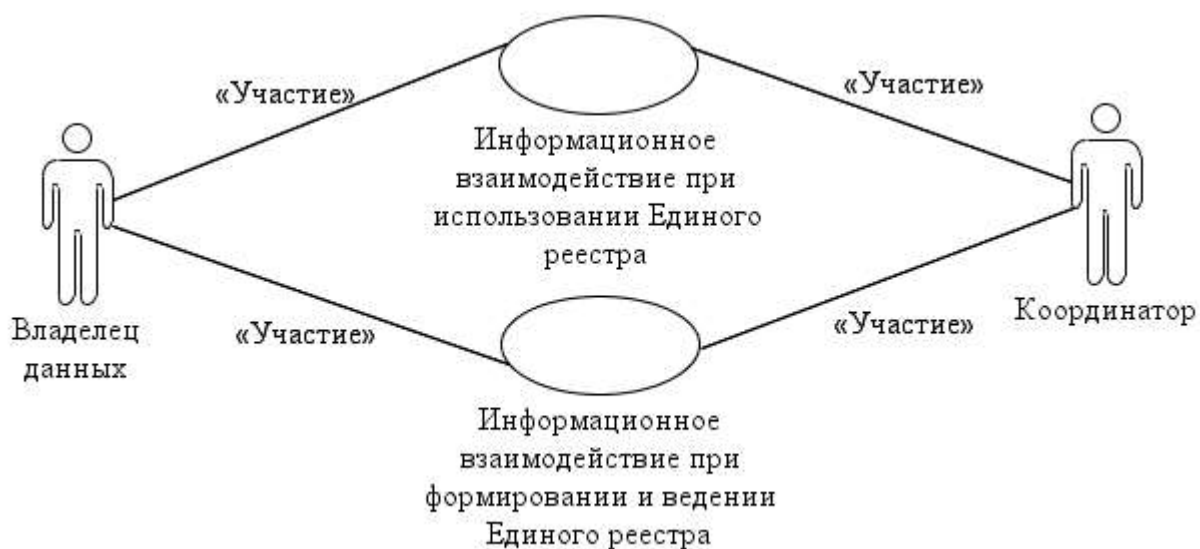 «Участие»
«Участие»
Информационное
взаимодействие при
использовании Единого
реестра
Владелец
данных
Координатор
«Участие»
«Участие»
Информационное
взаимодействие при
формировании и ведении
Единого реестра